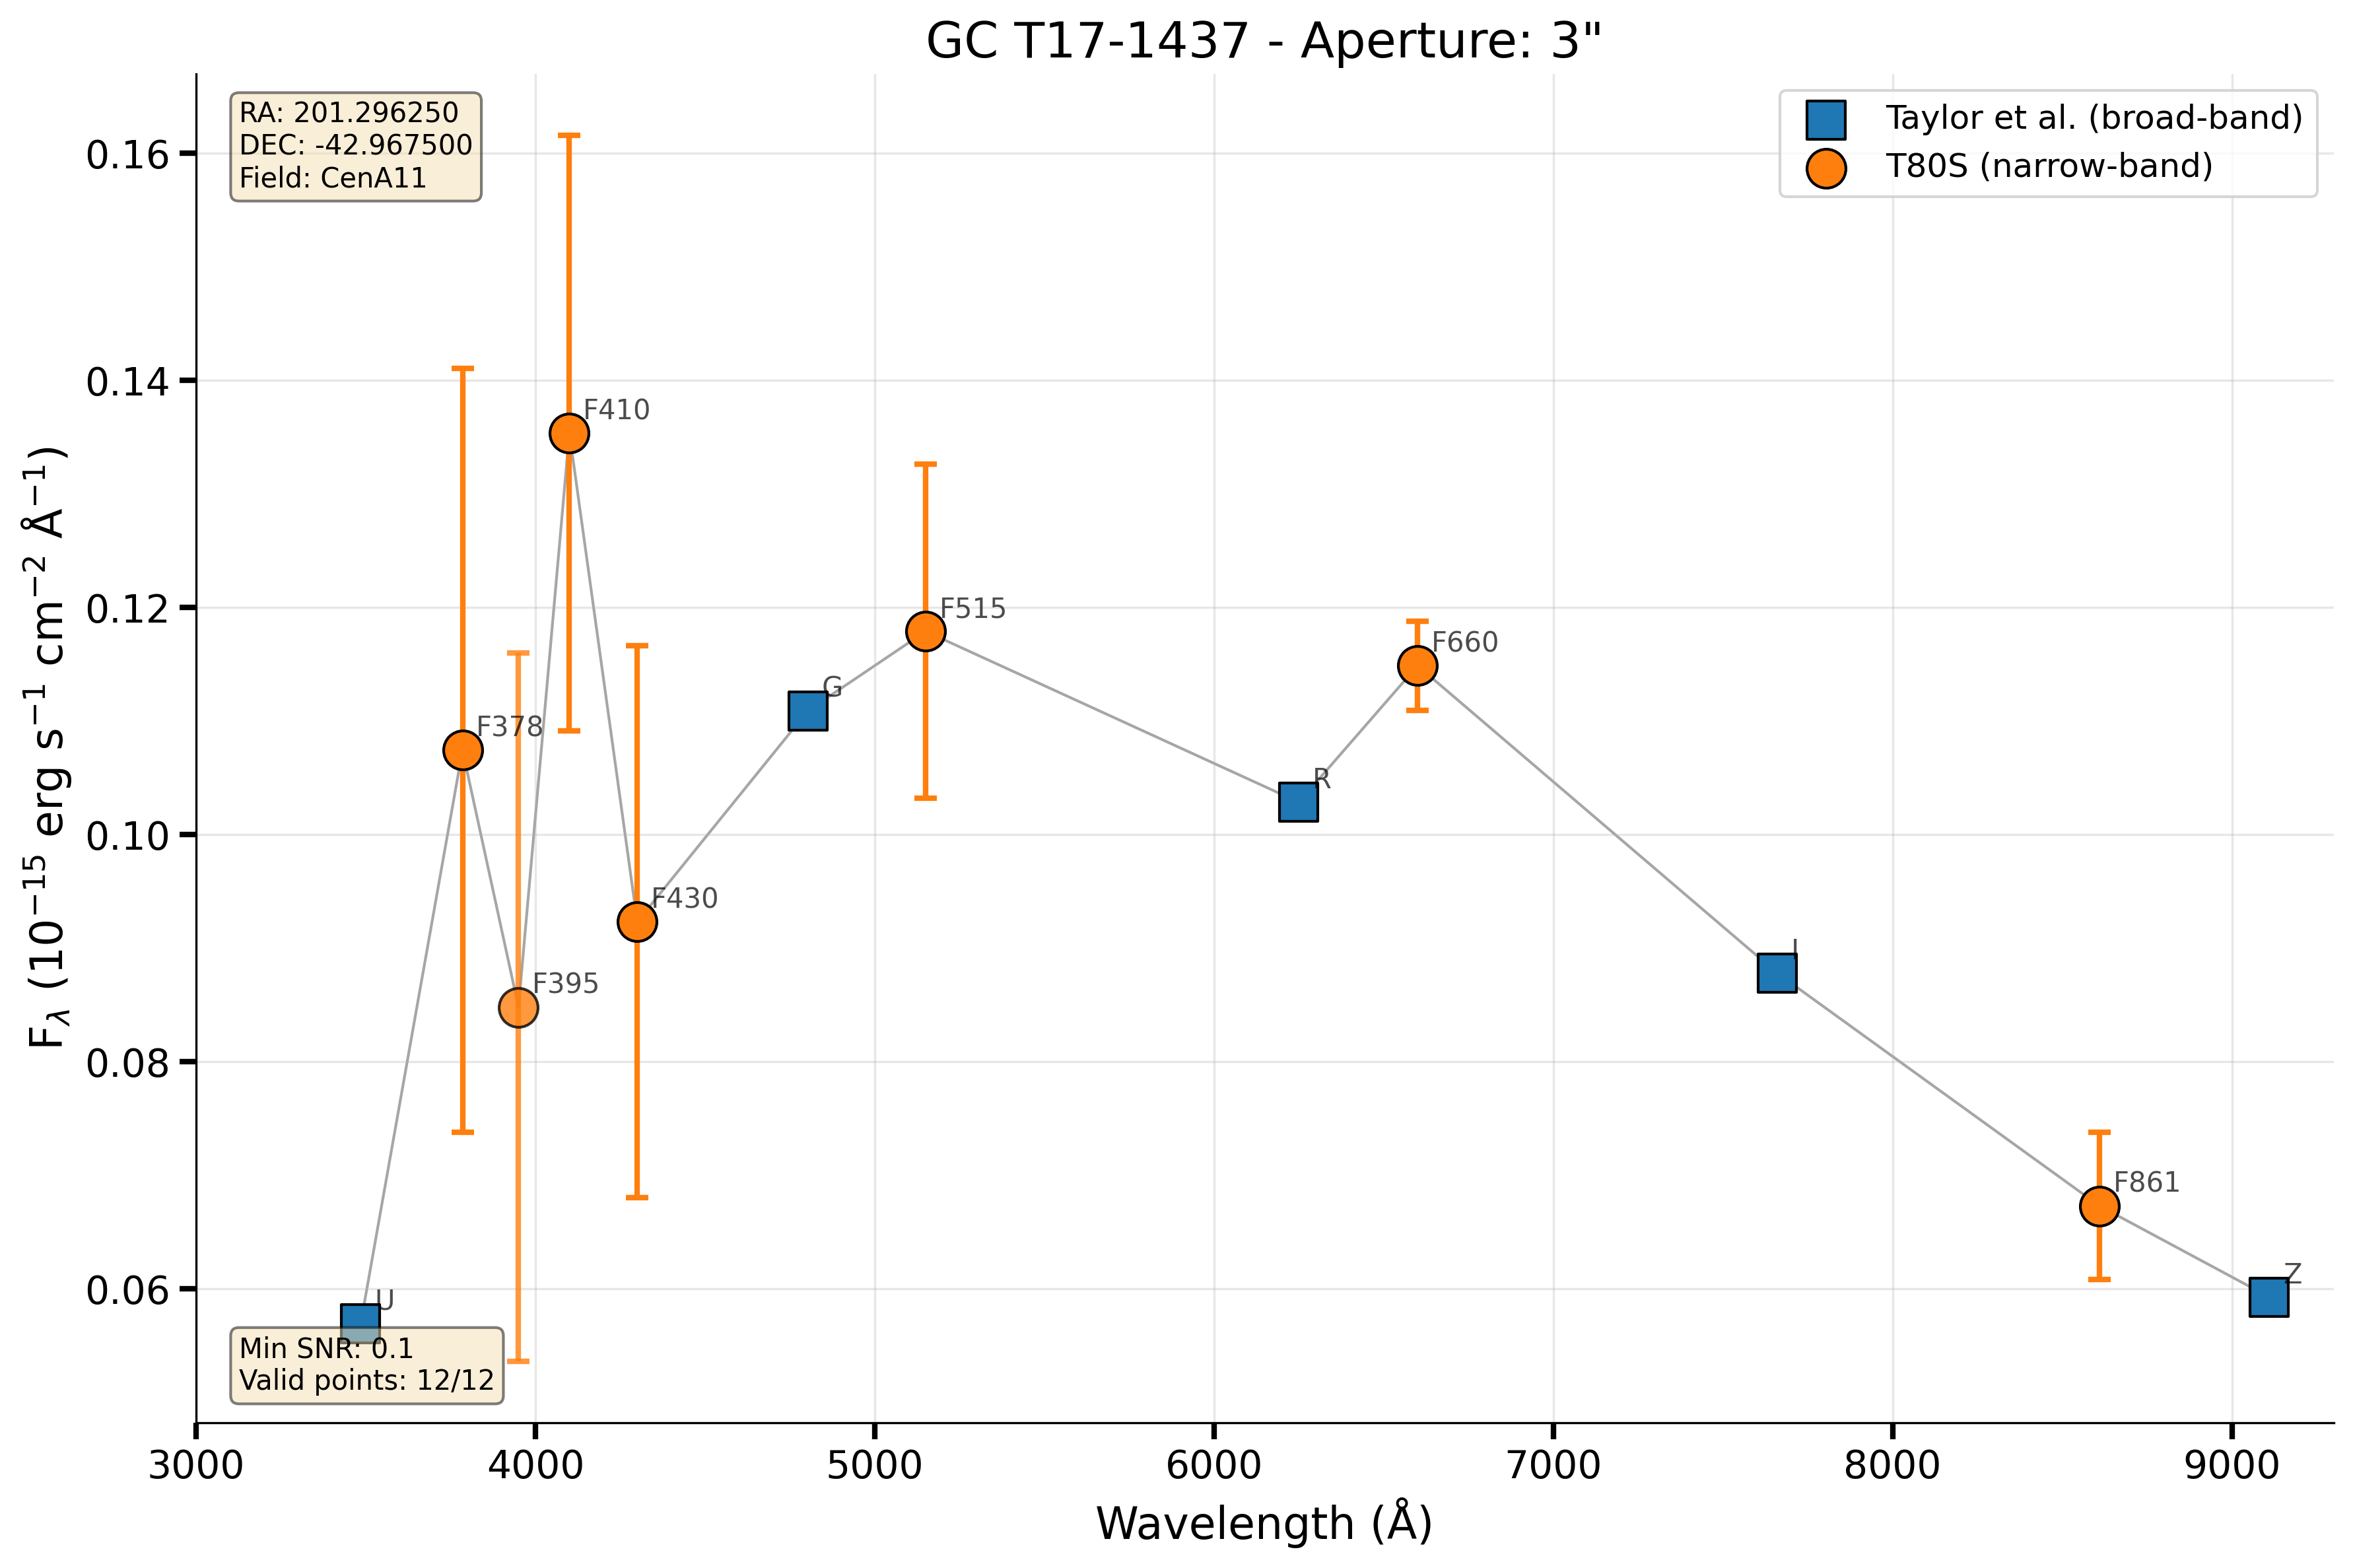 GC T17-1437 - Aperture: 3"
RA: 201.296250
DEC: -42.967500
Field: CenA11
Taylor et al. (broad-band)
T80S (narrow-band)
0.16
0.14
0.12
0.10
0.08
0.06
F410
F515
F660
G
F378
R
F430
I
F395
F861
Z
U
Min SNR: 0.1
Valid points: 12/12
3000
4000
5000
6000
7000
8000
9000
Wavelength (Å)
Fλ (10⁻¹⁵ erg s⁻¹ cm⁻² Å⁻¹)